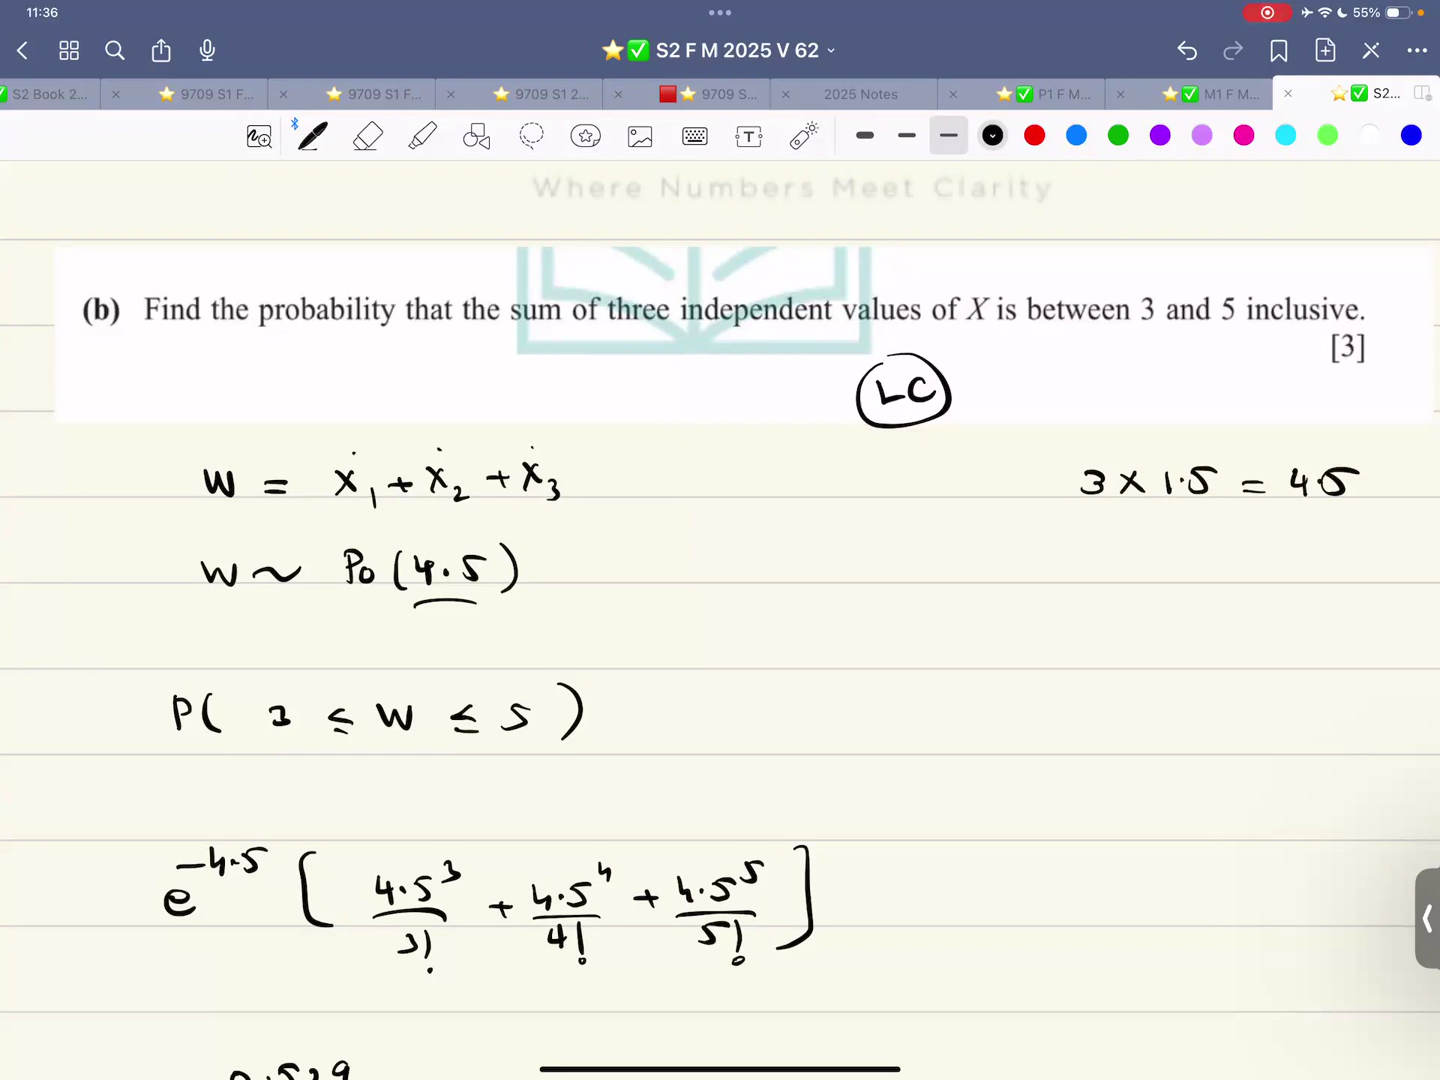 11:36
55%
S2 F M 2025 V 62
S2 Book 2...
9709 S1 F...
9709 S1 F...
9709 S1 2...
9709 S...
2025 Notes
P1 F M...
M1 F M...
S2...
Where Numbers Meet Clarity
(b) Find the probability that the sum of three independent values of X is between 3 and 5 inclusive.
[3]
LC
W = X₁ + X₂ + X₃
3 × 1.5 = 4.5
W ~ Po (4.5)
P( 3 ≤ W ≤ 5 )
e^-4.5 [ 4.5^3/3! + 4.5^4/4! + 4.5^5/5! ]
0.529